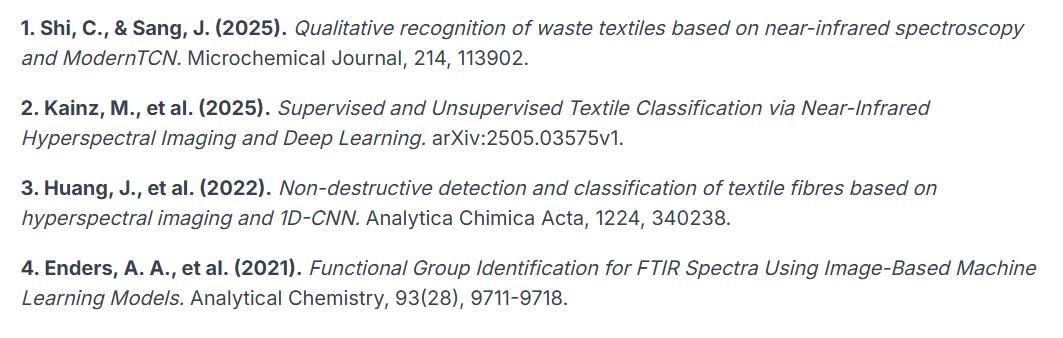 1. Shi, C., & Sang, J. (2025). Qualitative recognition of waste textiles based on near-infrared spectroscopy
and ModernTCN. Microchemical Journal, 214, 113902.
2. Kainz, M., et al. (2025). Supervised and Unsupervised Textile Classification via Near-Infrared
Hyperspectral Imaging and Deep Learning. arXiv:2505.03575v1.
3. Huang, J., et al. (2022). Non-destructive detection and classification of textile fibres based on
hyperspectral imaging and 1D-CNN. Analytica Chimica Acta, 1224, 340238.
4. Enders, A. A., et al. (2021). Functional Group Identification for FTIR Spectra Using Image-Based Machine
Learning Models. Analytical Chemistry, 93(28), 9711-9718.